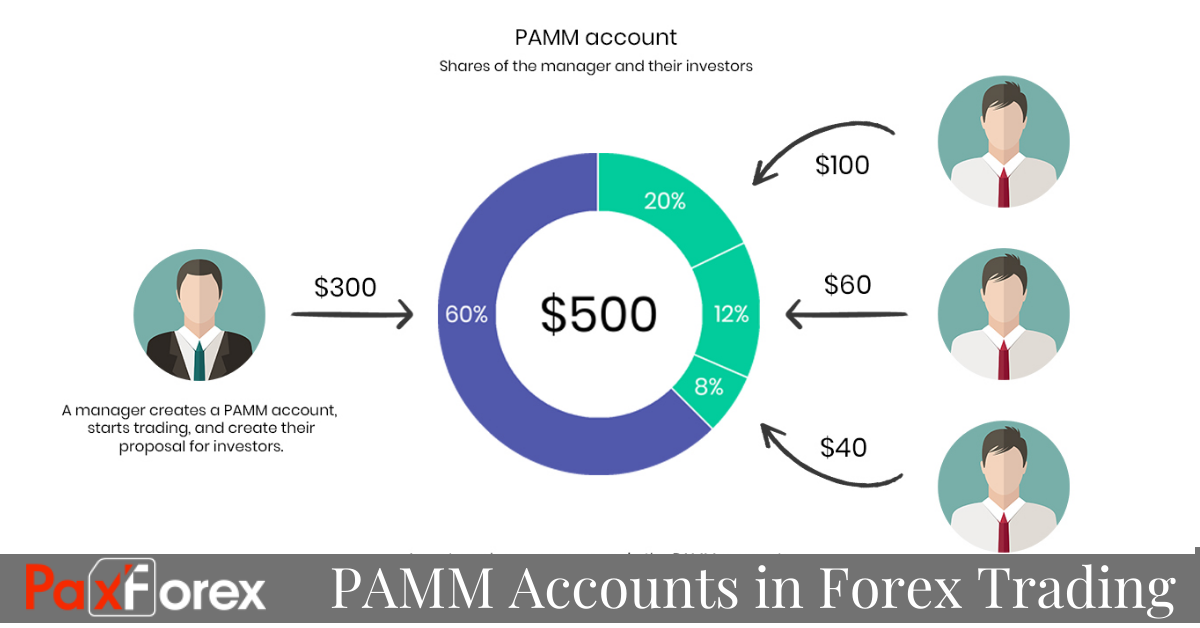 PAMM account
Shares of the manager and their investors
$100
$300
$60
20%
60%
$500
12%
8%
$40
A manager creates a PAMM account,
starts trading, and create their
proposal for investors.
PaxForex
PAMM Accounts in Forex Trading